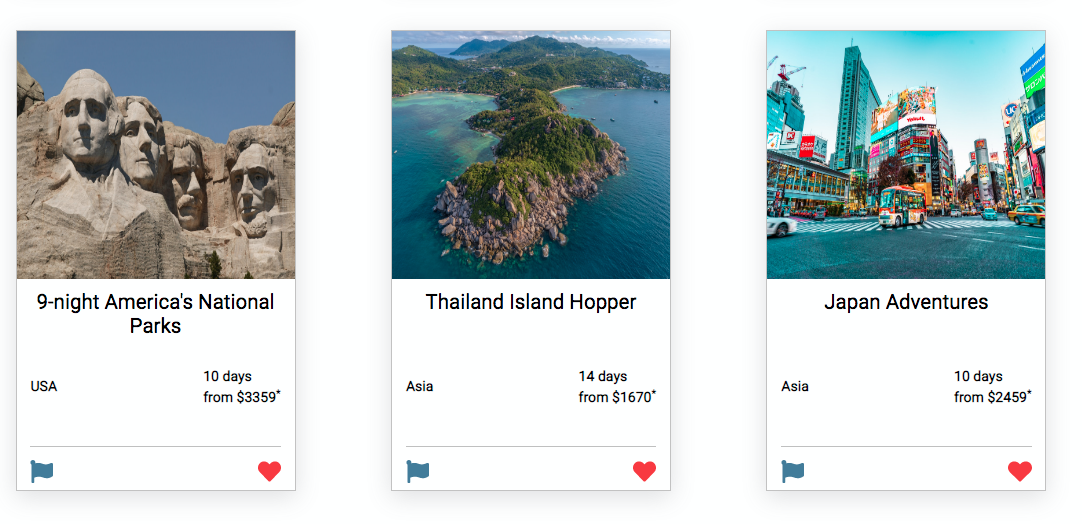 9-night America's National
Parks
USA
10 days
from $3359*
Thailand Island Hopper
Asia
14 days
from $1670*
Japan Adventures
Asia
10 days
from $2459*